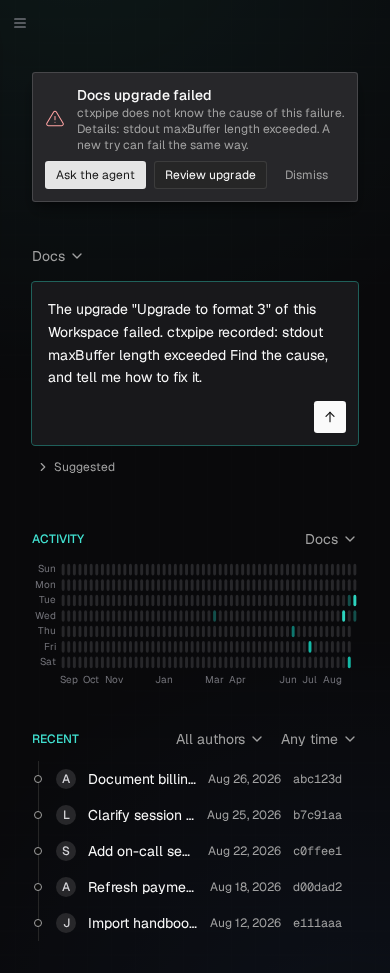 Docs upgrade failed
ctxpipe does not know the cause of this failure.
Details: stdout maxBuffer length exceeded. A
new try can fail the same way.
Ask the agent Review upgrade Dismiss
Docs
The upgrade "Upgrade to format 3" of this
Workspace failed. ctxpipe recorded: stdout
maxBuffer length exceeded Find the cause,
and tell me how to fix it.
Suggested
ACTIVITY Docs
Sun
Mon
Tue
Wed
Thu
Fri
Sat
Sep Oct Nov Jan Mar Apr Jun Jul Aug
RECENT All authors Any time
A Document billin... Aug 26, 2026 abc123d
L Clarify session ... Aug 25, 2026 b7c91aa
S Add on-call se... Aug 22, 2026 c0ffee1
A Refresh payme... Aug 18, 2026 d00dad2
J Import handboo... Aug 12, 2026 e111aaa